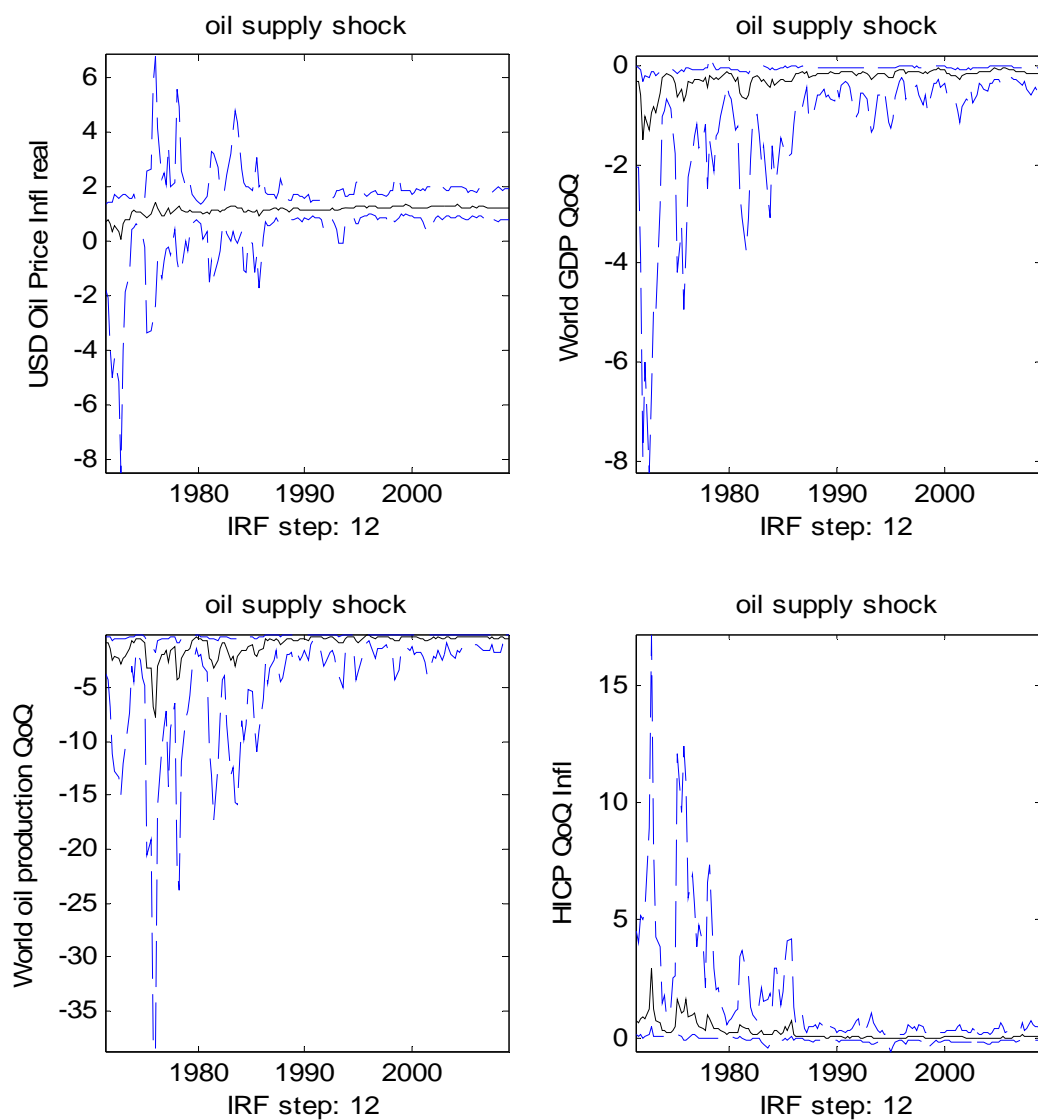 oil supply shock
USD Oil Price Infl real
6
4
2
0
-2
-4
-6
-8
1980 1990 2000
IRF step: 12
oil supply shock
World GDP QoQ
0
-2
-4
-6
-8
1980 1990 2000
IRF step: 12
oil supply shock
World oil production QoQ
-5
-10
-15
-20
-25
-30
-35
1980 1990 2000
IRF step: 12
oil supply shock
HICP QoQ Infl
15
10
5
0
1980 1990 2000
IRF step: 12